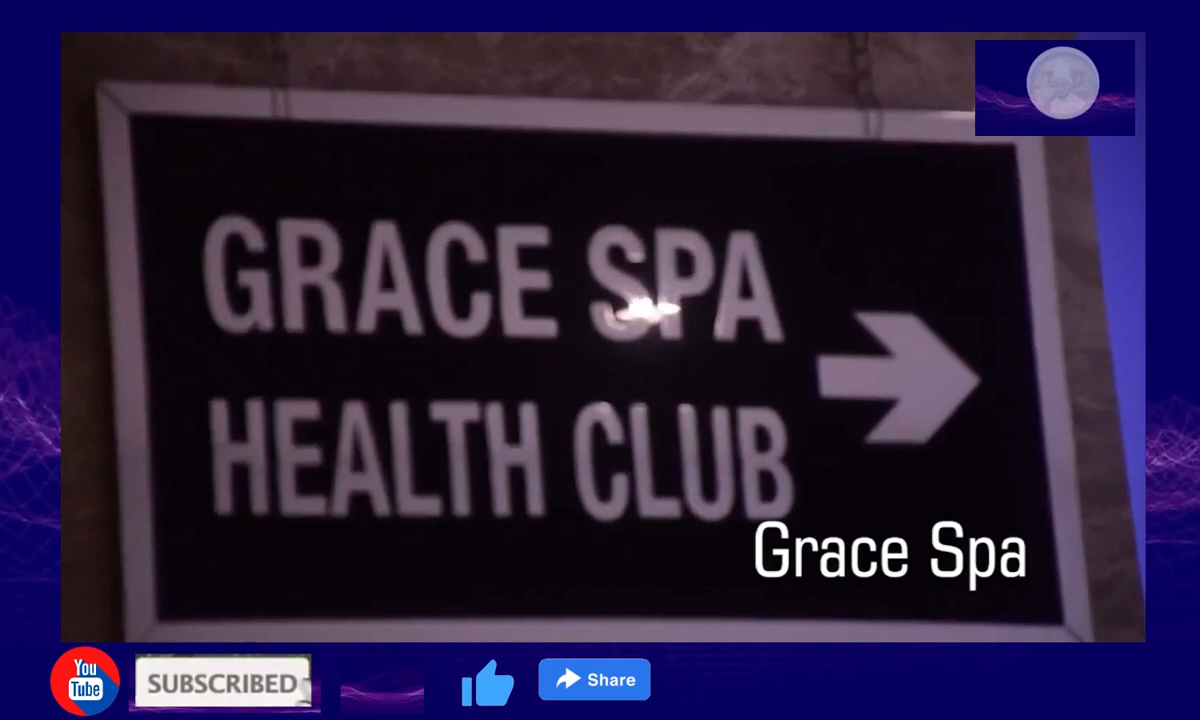 GRACE SPA
HEALTH CLUB
Grace Spa
You
Tube
SUBSCRIBED
Share